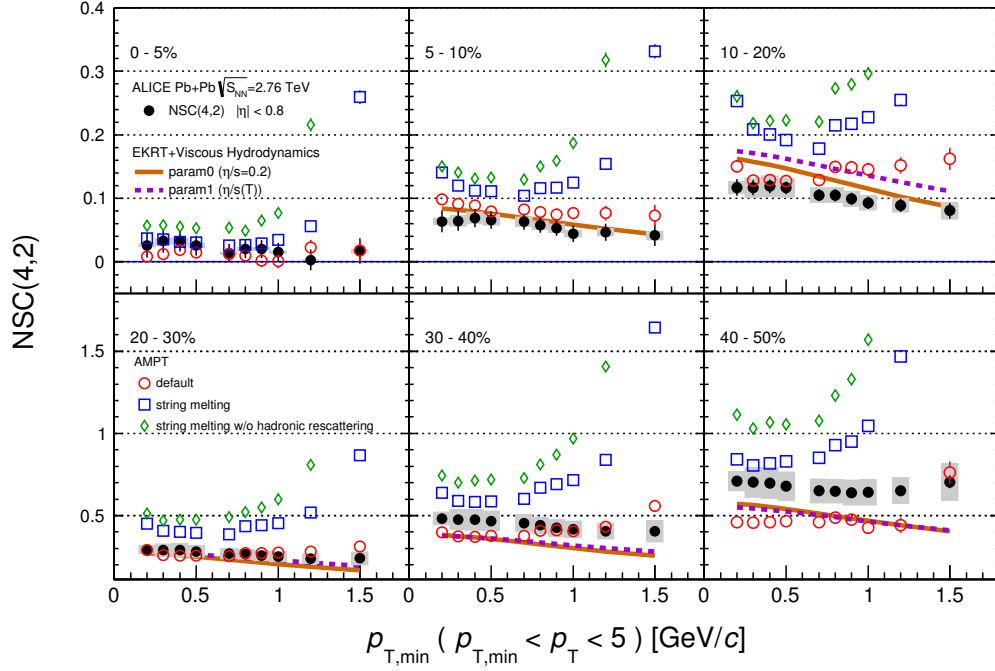 NSC(4,2)
0.4
0.3
0.2
0.1
0
0 - 5%
ALICE Pb+Pb √S_NN=2.76 TeV
NSC(4,2) |η| < 0.8
EKRT+Viscous Hydrodynamics
param0 (η/s=0.2)
param1 (η/s(T))
5 - 10%
10 - 20%
1.5
1
0.5
20 - 30%
AMPT
default
string melting
string melting w/o hadronic rescattering
30 - 40%
40 - 50%
0 0.5 1 1.5
0 0.5 1 1.5
0 0.5 1 1.5
p_T,min ( p_T,min < p_T < 5 ) [GeV/c]